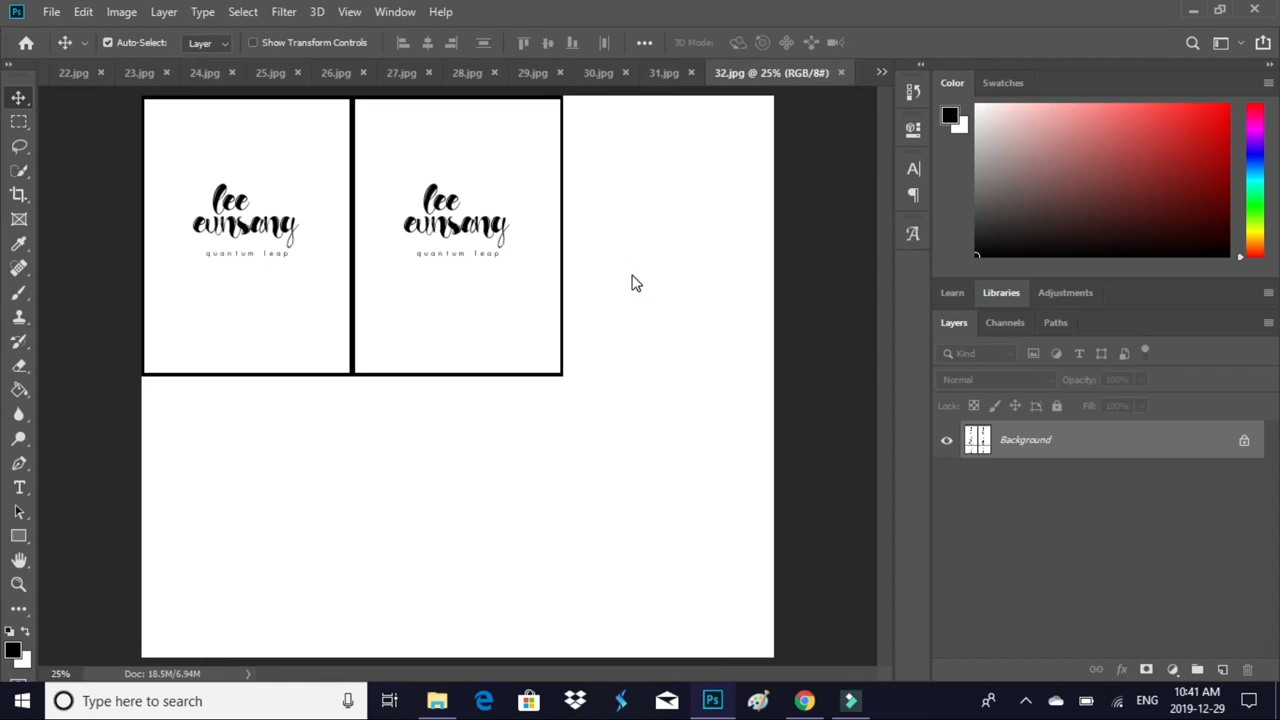 Ps File Edit Image Layer Type Select Filter 3D View Window Help
Auto-Select: Layer Show Transform Controls 3D Mode:
22.jpg 23.jpg 24.jpg 25.jpg 26.jpg 27.jpg 28.jpg 29.jpg 30.jpg 31.jpg 32.jpg @ 25% (RGB/8#)
Color Swatches
lee lee
eunsang eunsang
quantum leap quantum leap
Learn Libraries Adjustments
Layers Channels Paths
Kind
Normal Opacity: 100%
Lock: Fill: 100%
Background
25% Doc: 18.5M/6.94M
Type here to search
ENG
10:41 AM
2019-12-29